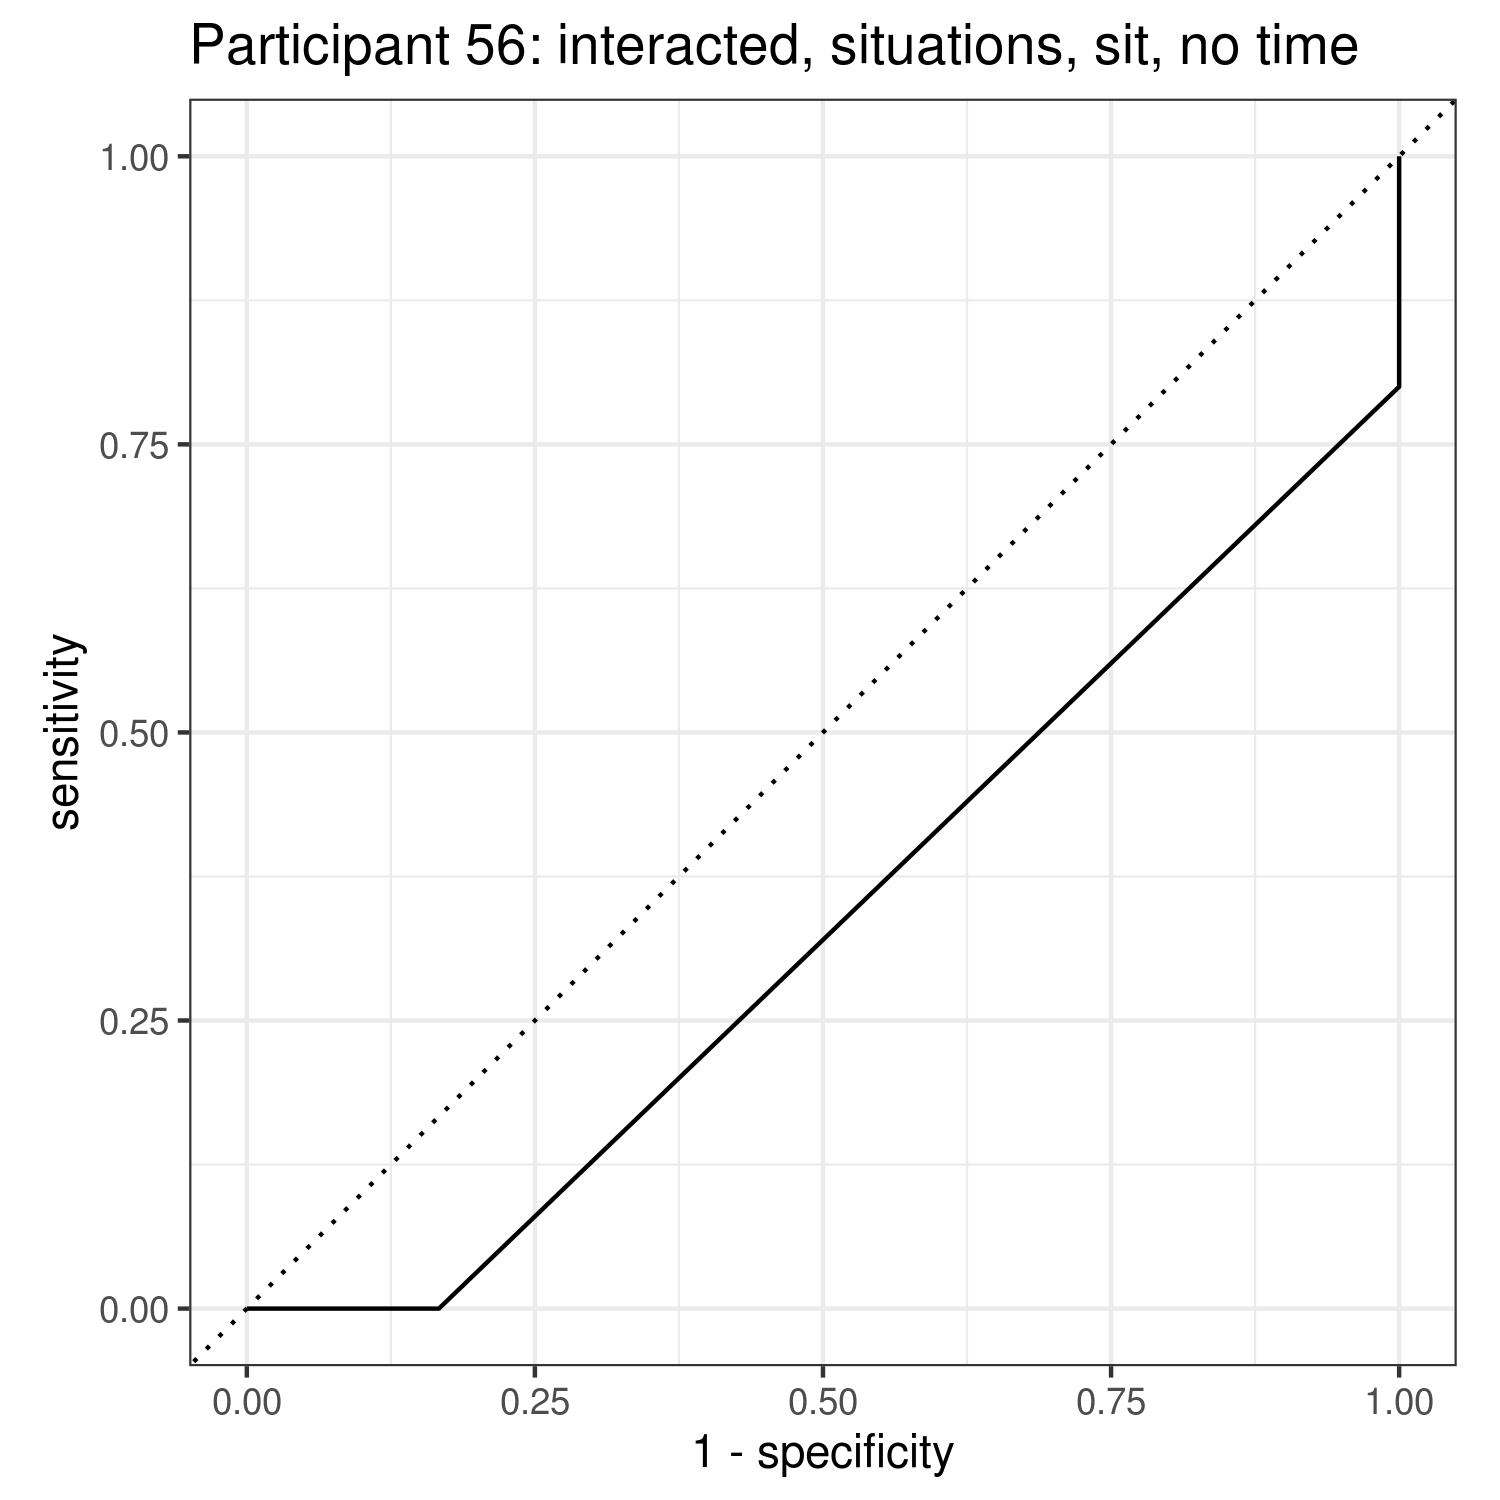 Participant 56: interacted, situations, sit, no time
1.00
0.75
0.50
0.25
0.00
sensitivity
0.00 0.25 0.50 0.75 1.00
1 - specificity